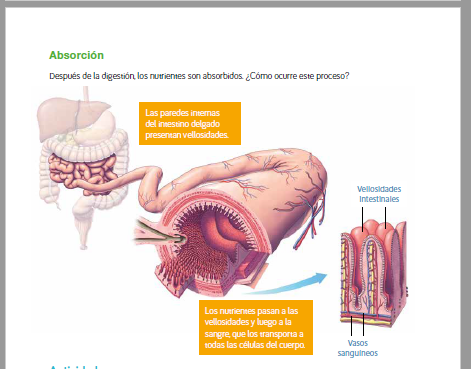 Absorción
Después de la digestión, los nutrientes son absorbidos. ¿Cómo ocurre este proceso?
Las paredes internas
del intestino delgado
presentan vellosidades.
Vellosidades
intestinales
Los nutrientes pasan a las
vellosidades y luego a la
sangre, que los transporta a
todas las células del cuerpo.
Vasos
sanguíneos